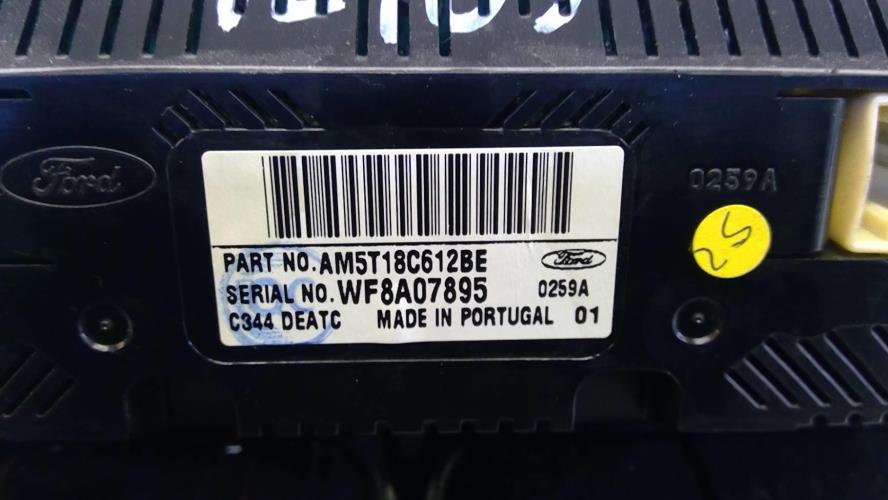 Ford
0259A
PART NO.AM5T18C612BE
Ford
SERIAL NO.WF8A07895
0259A
C344 DEATC MADE IN PORTUGAL 01
25